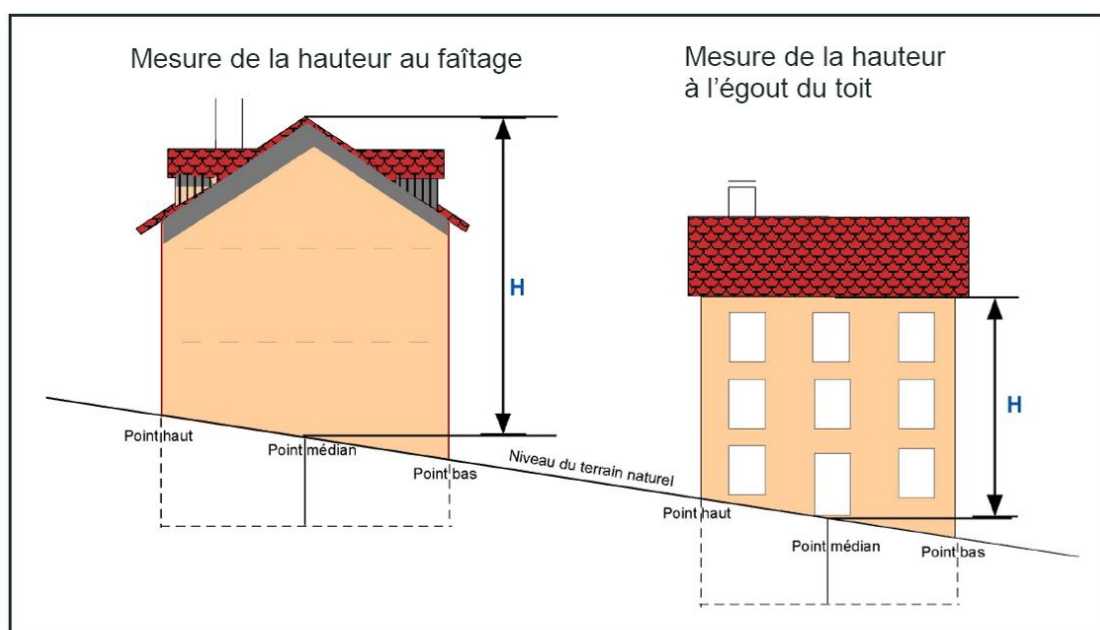 Mesure de la hauteur au faîtage
Mesure de la hauteur
à l'égout du toit
H
H
Point haut
Point médian
Point bas
Niveau du terrain naturel
Point haut
Point médian
Point bas